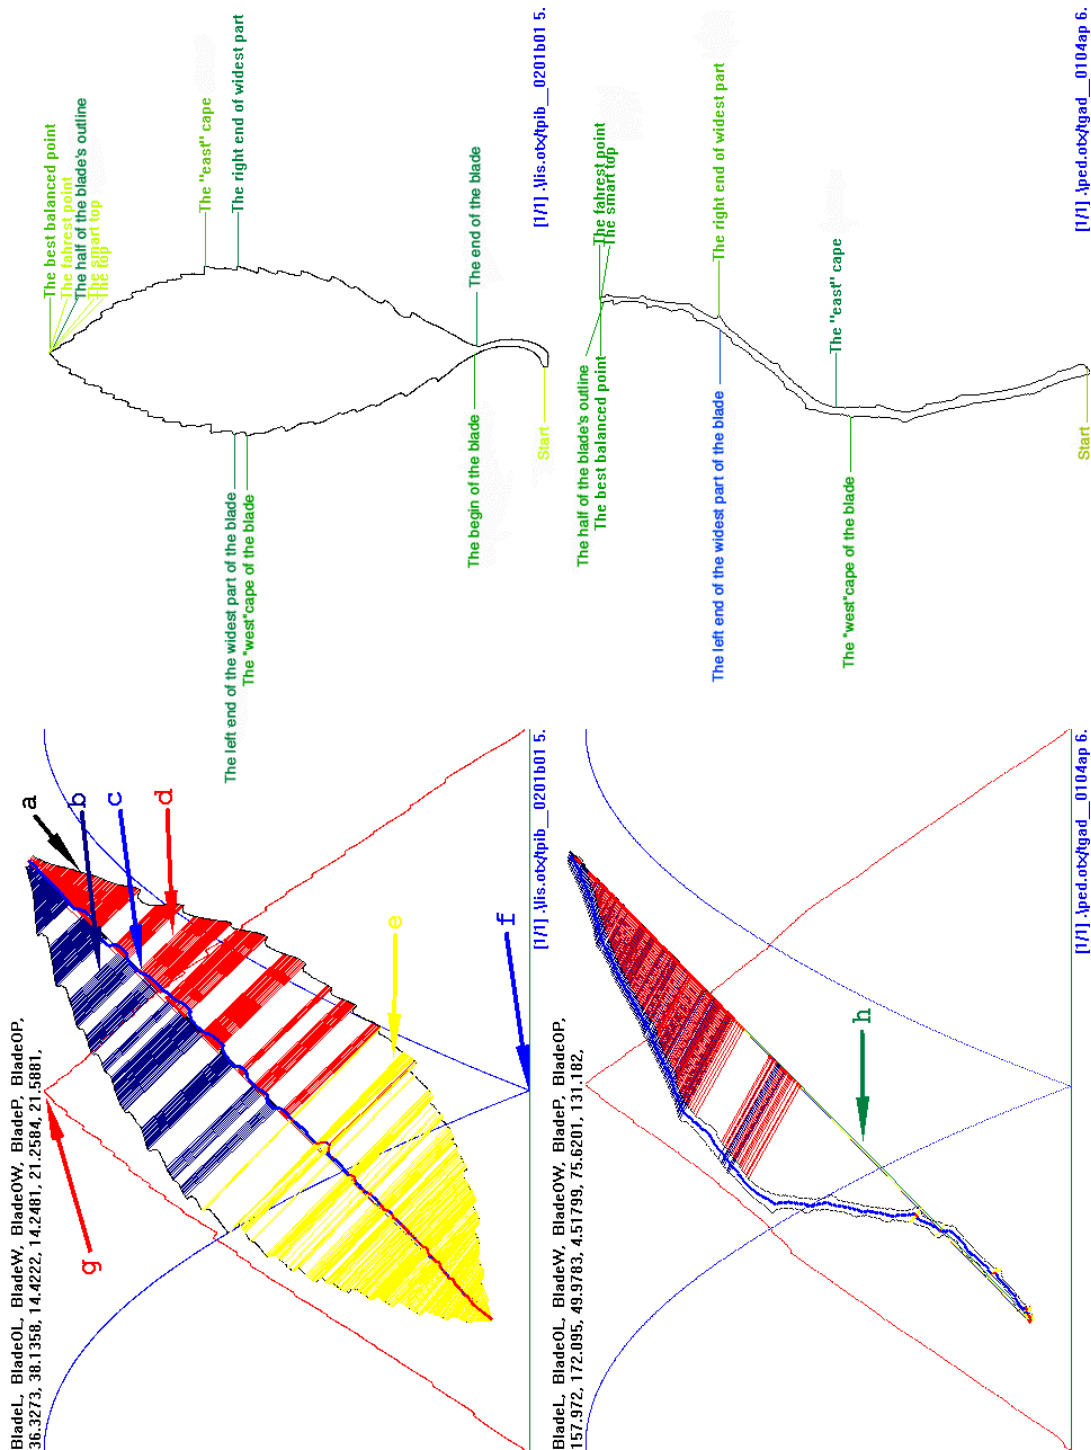 BladeL, BladeOL, BladeW, BladeOW, BladeP, BladeOP,
36.3273, 38.1358, 14.4222, 14.2481, 21.2584, 21.5881,
a
b
c
d
e
f
g
[1/1] .\lis.otx/tpib__0201b01 5.
The best balanced point
The fahrest point
The half of the blade's outline
The smart top
The top
The "east" cape
The right end of widest part
The left end of the widest part of the blade
The "west"cape of the blade
The end of the blade
The begin of the blade
Start
[1/1] .\lis.otx/tpib__0201b01 5.
BladeL, BladeOL, BladeW, BladeOW, BladeP, BladeOP,
157.972, 172.095, 49.9783, 4.51799, 75.6201, 131.182,
h
[1/1] .\ped.otx/tgad__0104ap 6.
The fahrest point
The smart top
The half of the blade's outline
The best balanced point
The right end of widest part
The left end of the widest part of the blade
The "east" cape
The "west"cape of the blade
Start
[1/1] .\ped.otx/tgad__0104ap 6.